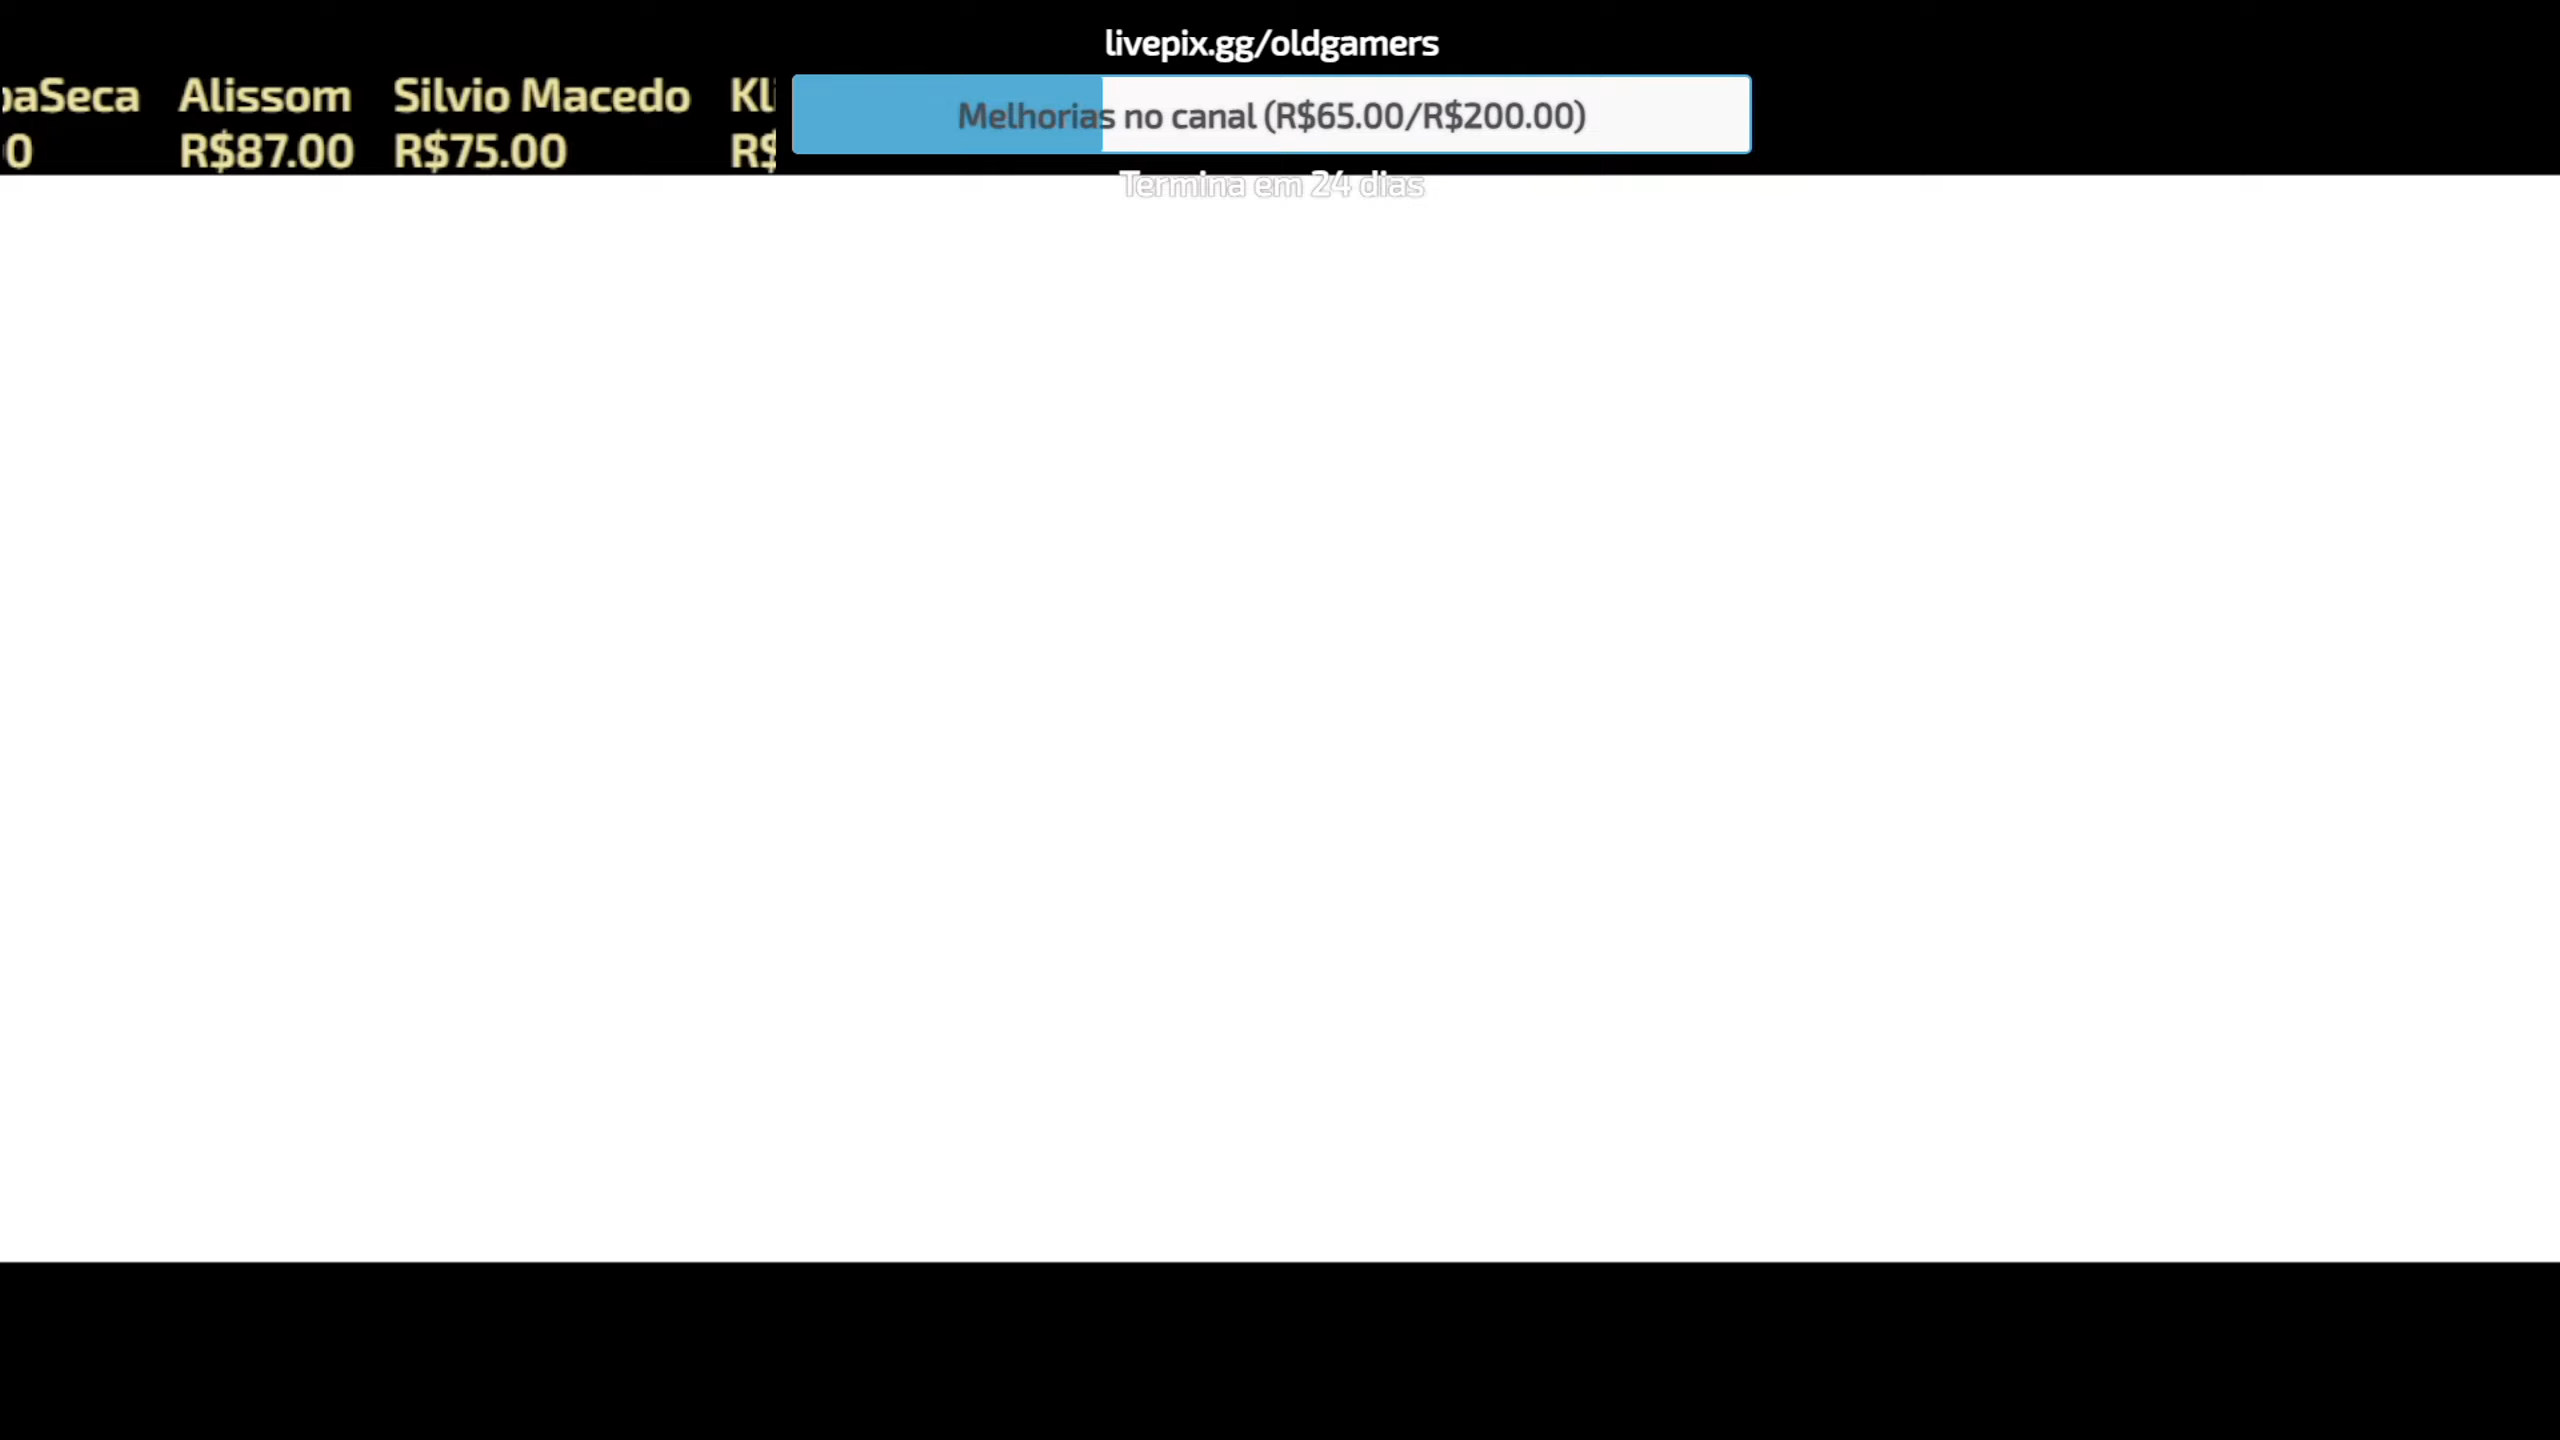 livepix.gg/oldgamers
Alissom Silvio Macedo
R$87.00 R$75.00
Melhorias no canal (R$65.00/R$200.00)
Termina em 24 dias